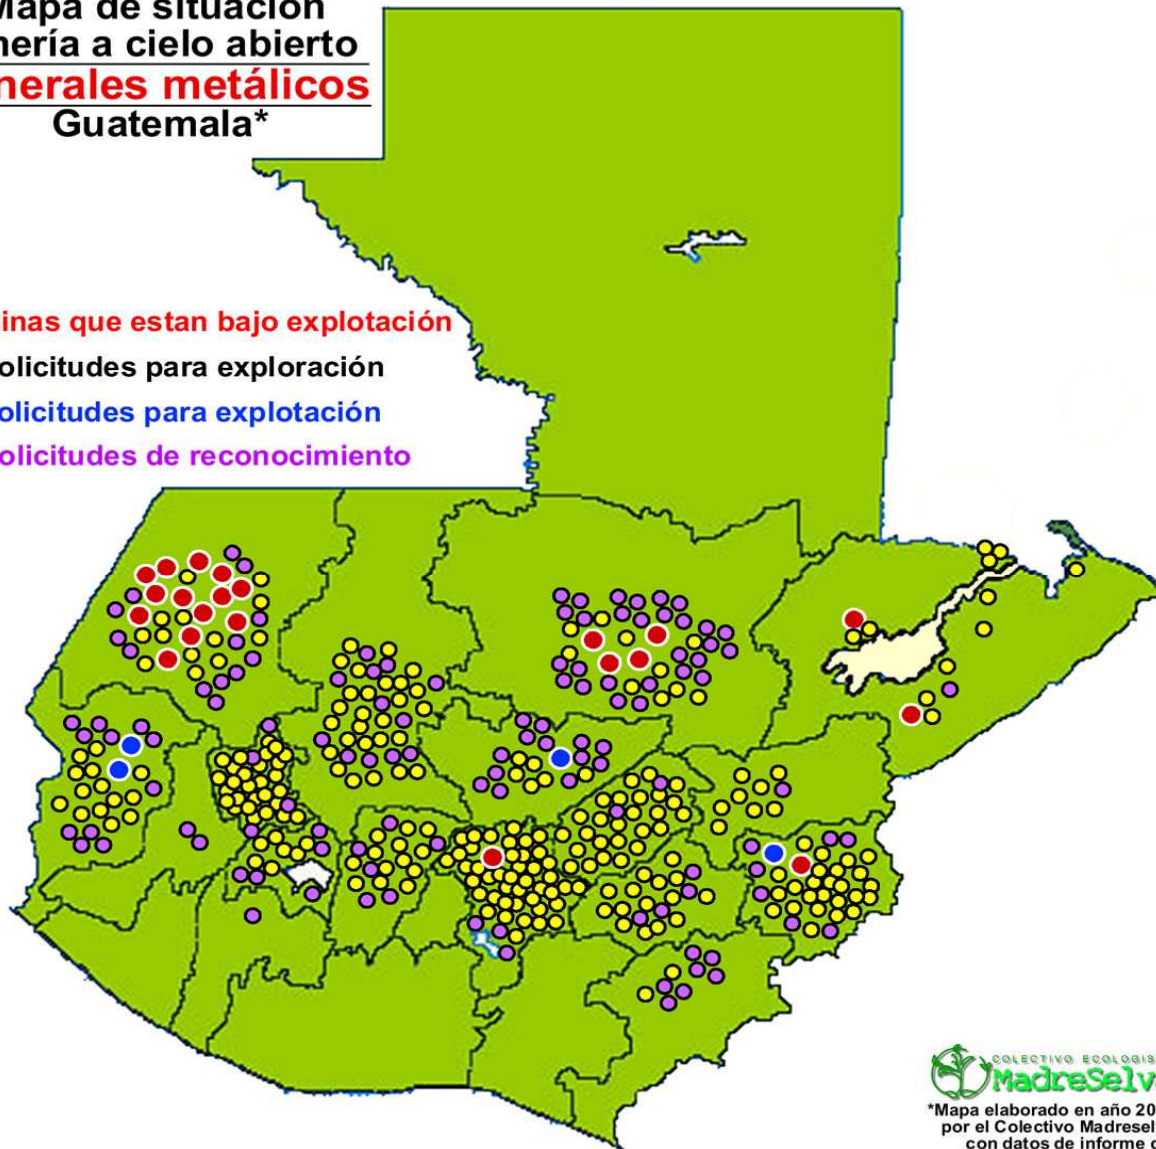 Mapa de situación
nería a cielo abierto
nerales metálicos
Guatemala*
inas que estan bajo explotación
olicitudes para exploración
olicitudes para explotación
olicitudes de reconocimiento
COLECTIVO ECOLOGIS
MadreSelv
*Mapa elaborado en año 20
por el Colectivo Madresel
con datos de informe d